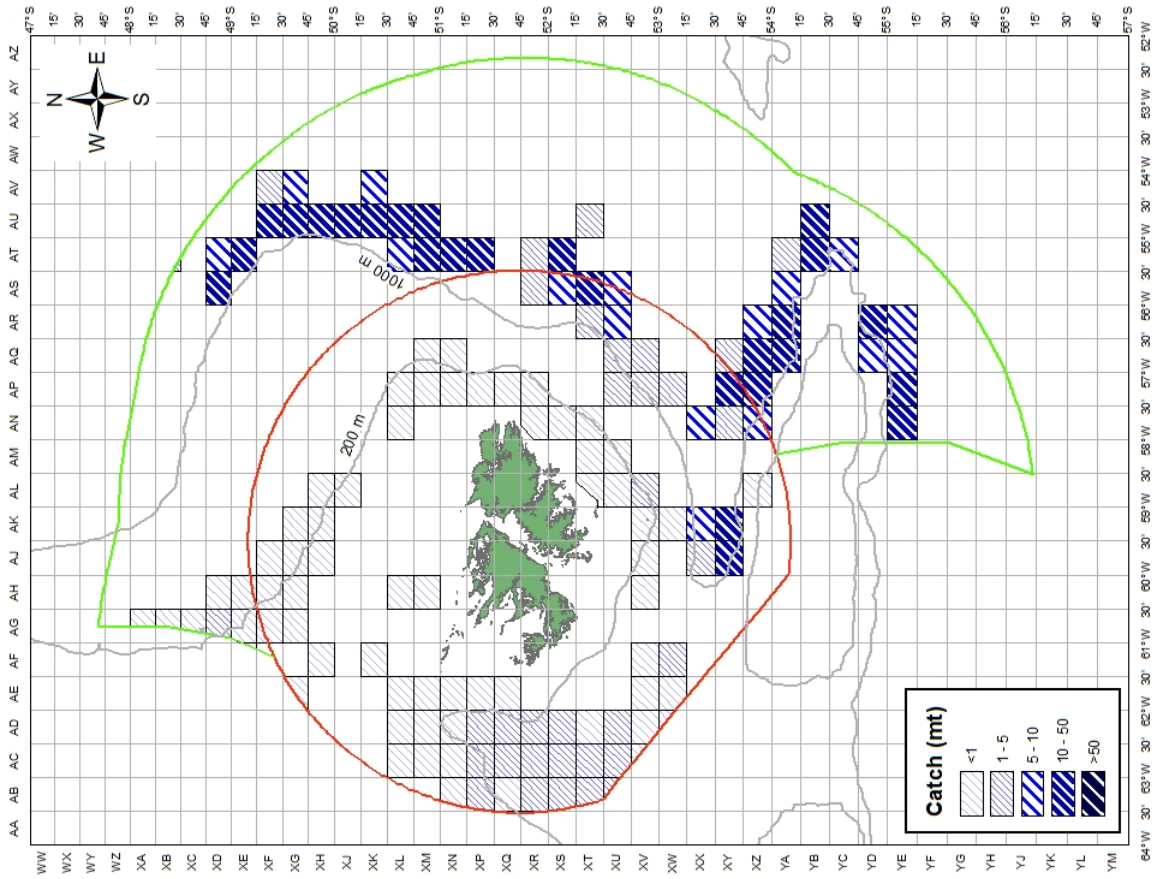 AA AB AC AD AE AF AG AH AJ AK AL AM AN AP AQ AR AS AT AU AV AW AX AY AZ
WW
WX
WY
WZ
XA
XB
XC
XD
XE
XF
XG
XH
XJ
XK
XL
XM
XN
XP
XQ
XR
XS
XT
XU
XV
XW
XX
XY
XZ
YA
YB
YC
YD
YE
YF
YG
YH
YJ
YK
YL
YM
N
W E
S
1000 m
200 m
47°S
15'
30'
45'
48°S
15'
30'
45'
49°S
15'
30'
45'
50°S
15'
30'
45'
51°S
15'
30'
45'
52°S
15'
30'
45'
53°S
15'
30'
45'
54°S
15'
30'
45'
55°S
15'
30'
45'
56°S
15'
30'
45'
57°S
Catch (mt)
<1
1 - 5
5 - 10
10 - 50
>50
64°W 30' 63°W 30' 62°W 30' 61°W 30' 60°W 30' 59°W 30' 58°W 30' 57°W 30' 56°W 30' 55°W 30' 54°W 30' 53°W 30' 52°W